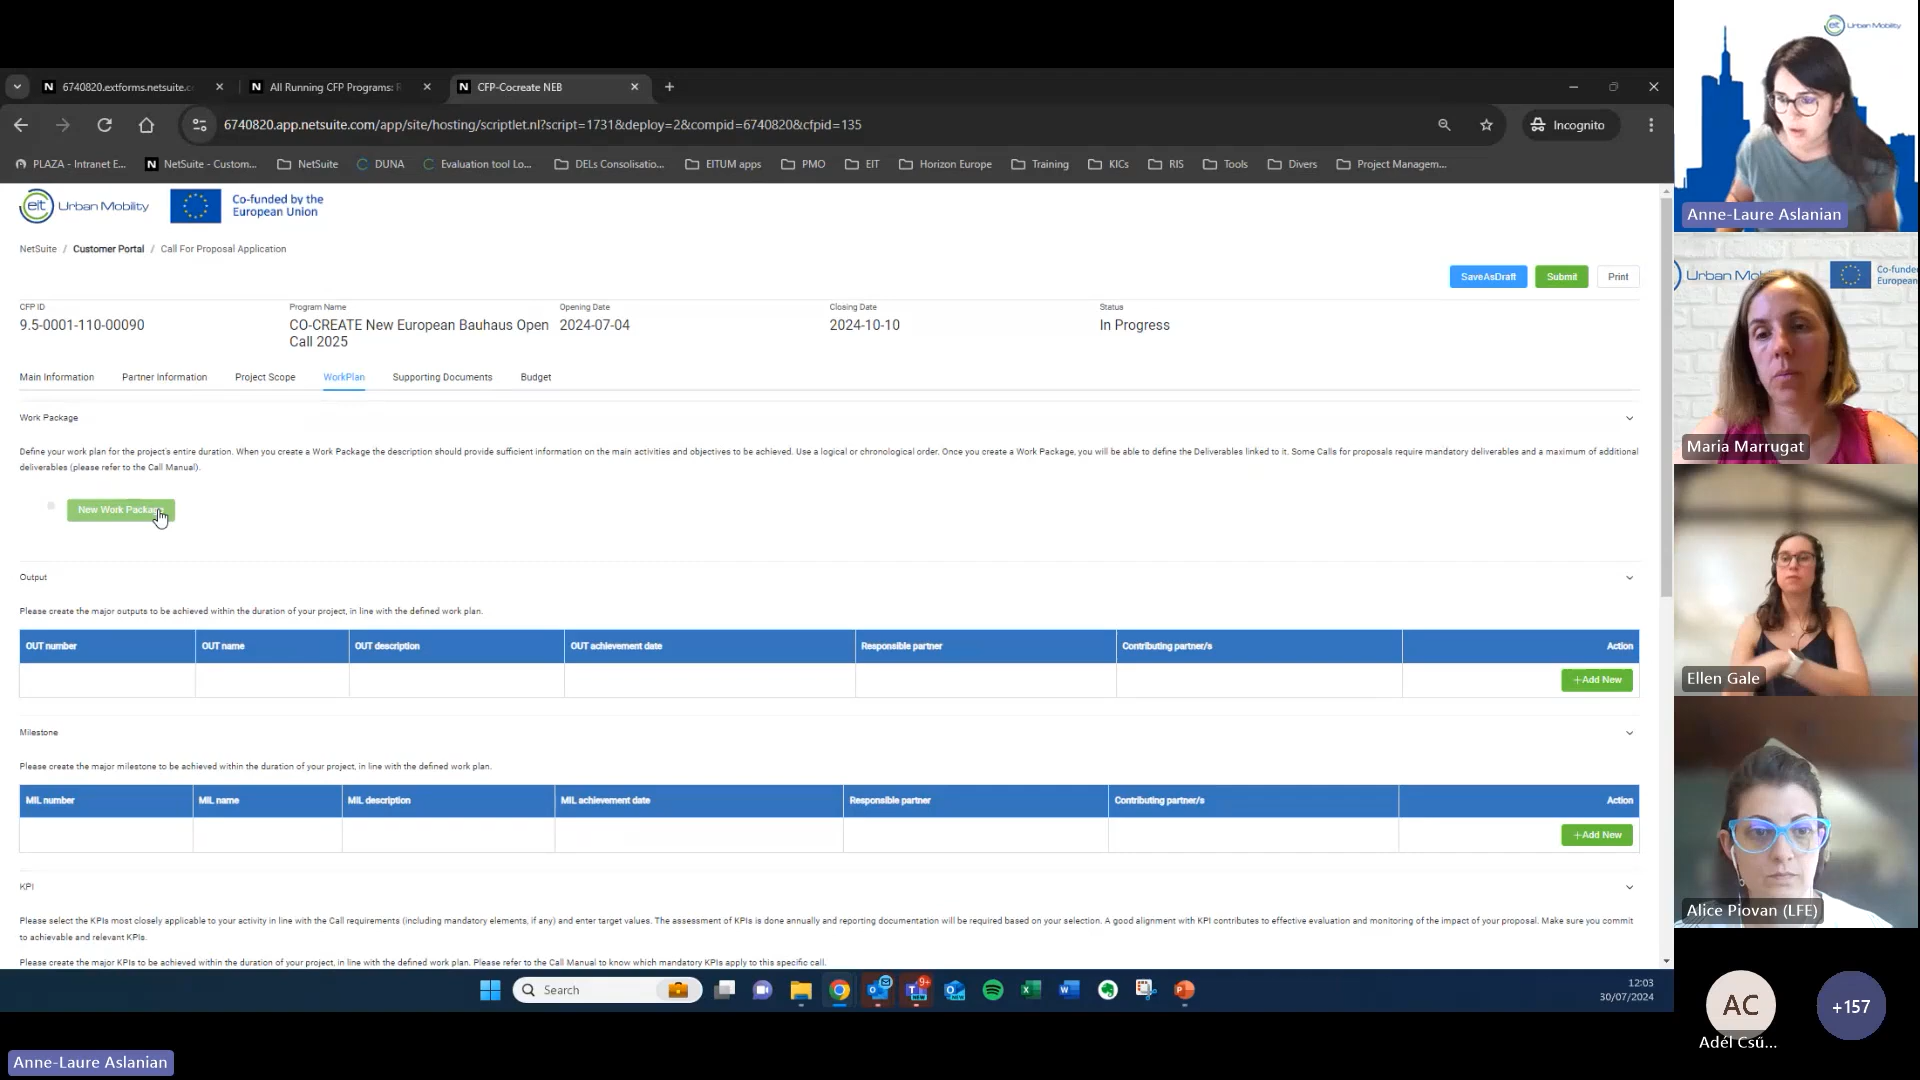 6740820.extforms.netsuite.c
All Running CFP Programs: R
CFP-Cocreate NEB
6740820.app.netsuite.com/app/site/hosting/scriptlet.nl?script=1731&deploy=2&compid=6740820&cfpid=135
Incognito
PLAZA - Intranet E...
NetSuite - Custom...
NetSuite
DUNA
Evaluation tool Lo...
DELs Consolisatio...
EITUM apps
PMO
EIT
Horizon Europe
Training
KICs
RIS
Tools
Divers
Project Managem...
eit Urban Mobility
Co-funded by the
European Union
NetSuite / Customer Portal / Call For Proposal Application
SaveAsDraft
Submit
Print
CFP ID
9.5-0001-110-00090
Program Name
CO-CREATE New European Bauhaus Open
Call 2025
Opening Date
2024-07-04
Closing Date
2024-10-10
Status
In Progress
Main Information
Partner Information
Project Scope
WorkPlan
Supporting Documents
Budget
Work Package
Define your work plan for the project's entire duration. When you create a Work Package the description should provide sufficient information on the main activities and objectives to be achieved. Use a logical or chronological order. Once you create a Work Package, you will be able to define the Deliverables linked to it. Some Calls for proposals require mandatory deliverables and a maximum of additional
deliverables (please refer to the Call Manual).
New Work Package
Output
Please create the major outputs to be achieved within the duration of your project, in line with the defined work plan.
OUT number
OUT name
OUT description
OUT achievement date
Responsible partner
Contributing partner/s
Action
+Add New
Milestone
Please create the major milestone to be achieved within the duration of your project, in line with the defined work plan.
MIL number
MIL name
MIL description
MIL achievement date
Responsible partner
Contributing partner/s
Action
+Add New
KPI
Please select the KPIs most closely applicable to your activity in line with the Call requirements (including mandatory elements, if any) and enter target values. The assessment of KPIs is done annually and reporting documentation will be required based on your selection. A good alignment with KPI contributes to effective evaluation and monitoring of the impact of your proposal. Make sure you commit
to achievable and relevant KPIs.
Please create the major KPIs to be achieved within the duration of your project, in line with the defined work plan. Please refer to the Call Manual to know which mandatory KPIs apply to this specific call.
Search
9+
12:03
30/07/2024
eit Urban Mobility
Anne-Laure Aslanian
Urban Mo
Co-funde
European
Maria Marrugat
Ellen Gale
Alice Piovan (LFE)
AC
Adél Csű...
+157
Anne-Laure Aslanian